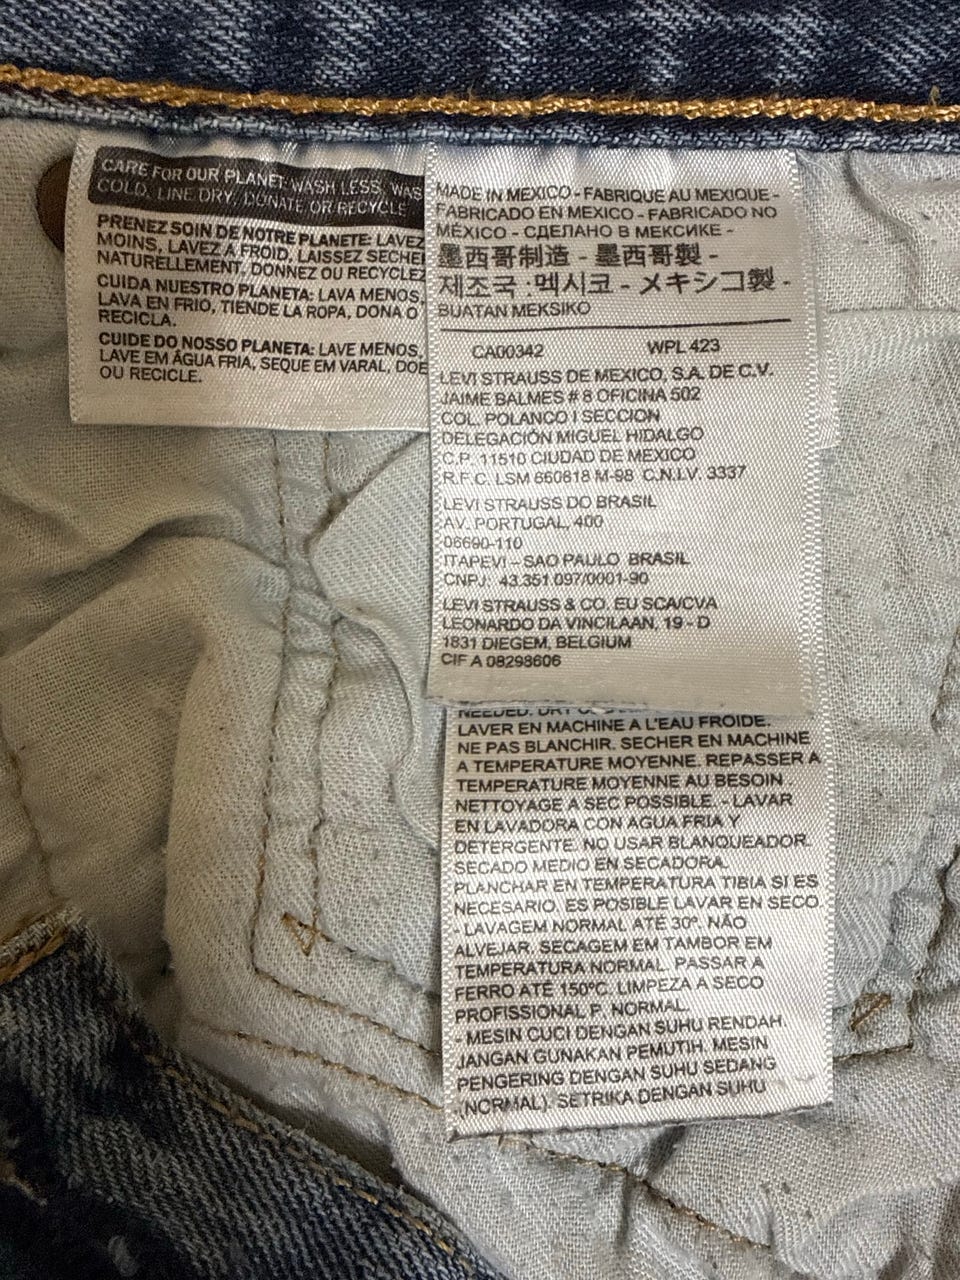 CARE FOR OUR PLANET: WASH LESS, WAS
COLD, LINE DRY, DONATE OR RECYCLE
PRENEZ SOIN DE NOTRE PLANETE: LAVEZ
MOINS, LAVEZ A FROID, LAISSEZ SECHE
NATURELLEMENT, DONNEZ OU RECYCLEZ
CUIDA NUESTRO PLANETA: LAVA MENOS,
LAVA EN FRIO, TIENDE LA ROPA, DONA O
RECICLA.
CUIDE DO NOSSO PLANETA: LAVE MENOS,
LAVE EM ÁGUA FRIA, SEQUE EM VARAL, DOE
OU RECICLE.
MADE IN MEXICO - FABRIQUE AU MEXIQUE -
FABRICADO EN MEXICO - FABRICADO NO
MÉXICO - СДЕЛАНО В МЕКСИКЕ -
墨西哥制造 - 墨西哥製 -
제조국 · 멕시코 - メキシコ製 -
BUATAN MEKSIKO
CA00342 WPL 423
LEVI STRAUSS DE MEXICO, S.A. DE C.V.
JAIME BALMES # 8 OFICINA 502
COL. POLANCO I SECCION
DELEGACIÓN MIGUEL HIDALGO
C.P. 11510 CIUDAD DE MEXICO
R.F.C. LSM 660818 M-98 C.N.I.V. 3337
LEVI STRAUSS DO BRASIL
AV. PORTUGAL, 400
06690-110
ITAPEVI – SAO PAULO BRASIL
CNPJ: 43.351.097/0001-90
LEVI STRAUSS & CO. EU SCA/CVA
LEONARDO DA VINCILAAN, 19 - D
1831 DIEGEM, BELGIUM
CIF A 08298606
NEEDED. DRY
LAVER EN MACHINE A L'EAU FROIDE.
NE PAS BLANCHIR. SECHER EN MACHINE
A TEMPERATURE MOYENNE. REPASSER A
TEMPERATURE MOYENNE AU BESOIN
NETTOYAGE A SEC POSSIBLE. - LAVAR
EN LAVADORA CON AGUA FRIA Y
DETERGENTE. NO USAR BLANQUEADOR.
SECADO MEDIO EN SECADORA.
PLANCHAR EN TEMPERATURA TIBIA SI ES
NECESARIO. ES POSIBLE LAVAR EN SECO.
- LAVAGEM NORMAL ATÉ 30º. NÃO
ALVEJAR. SECAGEM EM TAMBOR EM
TEMPERATURA NORMAL. PASSAR A
FERRO ATÉ 150ºC. LIMPEZA A SECO
PROFISSIONAL P. NORMAL.
- MESIN CUCI DENGAN SUHU RENDAH.
JANGAN GUNAKAN PEMUTIH. MESIN
PENGERING DENGAN SUHU SEDANG
(NORMAL). SETRIKA DENGAN SUHU